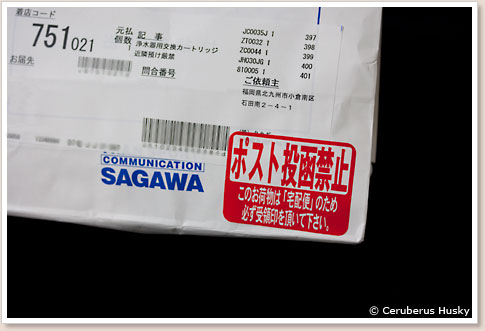 着店コード
751021
お届先
元払 記事
個数 1 浄水器用交換カートリッジ
近隣預け厳禁
問合番号
JC0035J 1 397
ZT0032 1 398
ZC0044 1 399
JH030JG 1 400
810005 1 401
ご依頼主
福岡県北九州市小倉南区
石田南2-4-1
COMMUNICATION
SAGAWA
ポスト投函禁止
このお荷物は「宅配便」のため
必ず受領印を頂いて下さい。
© Ceruberus Husky